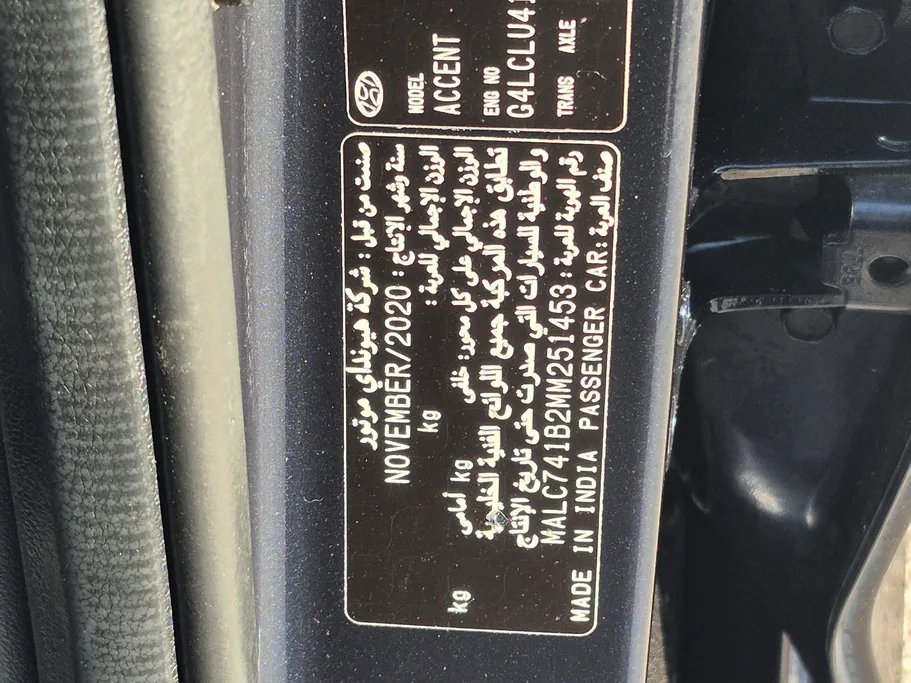 MODEL
ACCENT
ENG NO
G4LCLU41
TRANS AXLE
صنعت من قبل : شركة هيونداي موتور
سنة وشهر الإنتاج : NOVEMBER/2020
الوزن الإجمالي للعربة : kg
الوزن الإجمالي على كل محور: خلفي kg أمامي kg
تطابق هذه المركبة جميع اللوائح الفنية الخليجية
والوطنية للسيارات التي صدرت حتى تاريخ الإنتاج
رقم الهوية للعربة : MALC741B2MM251453
صنف العربة: PASSENGER CAR MADE IN INDIA